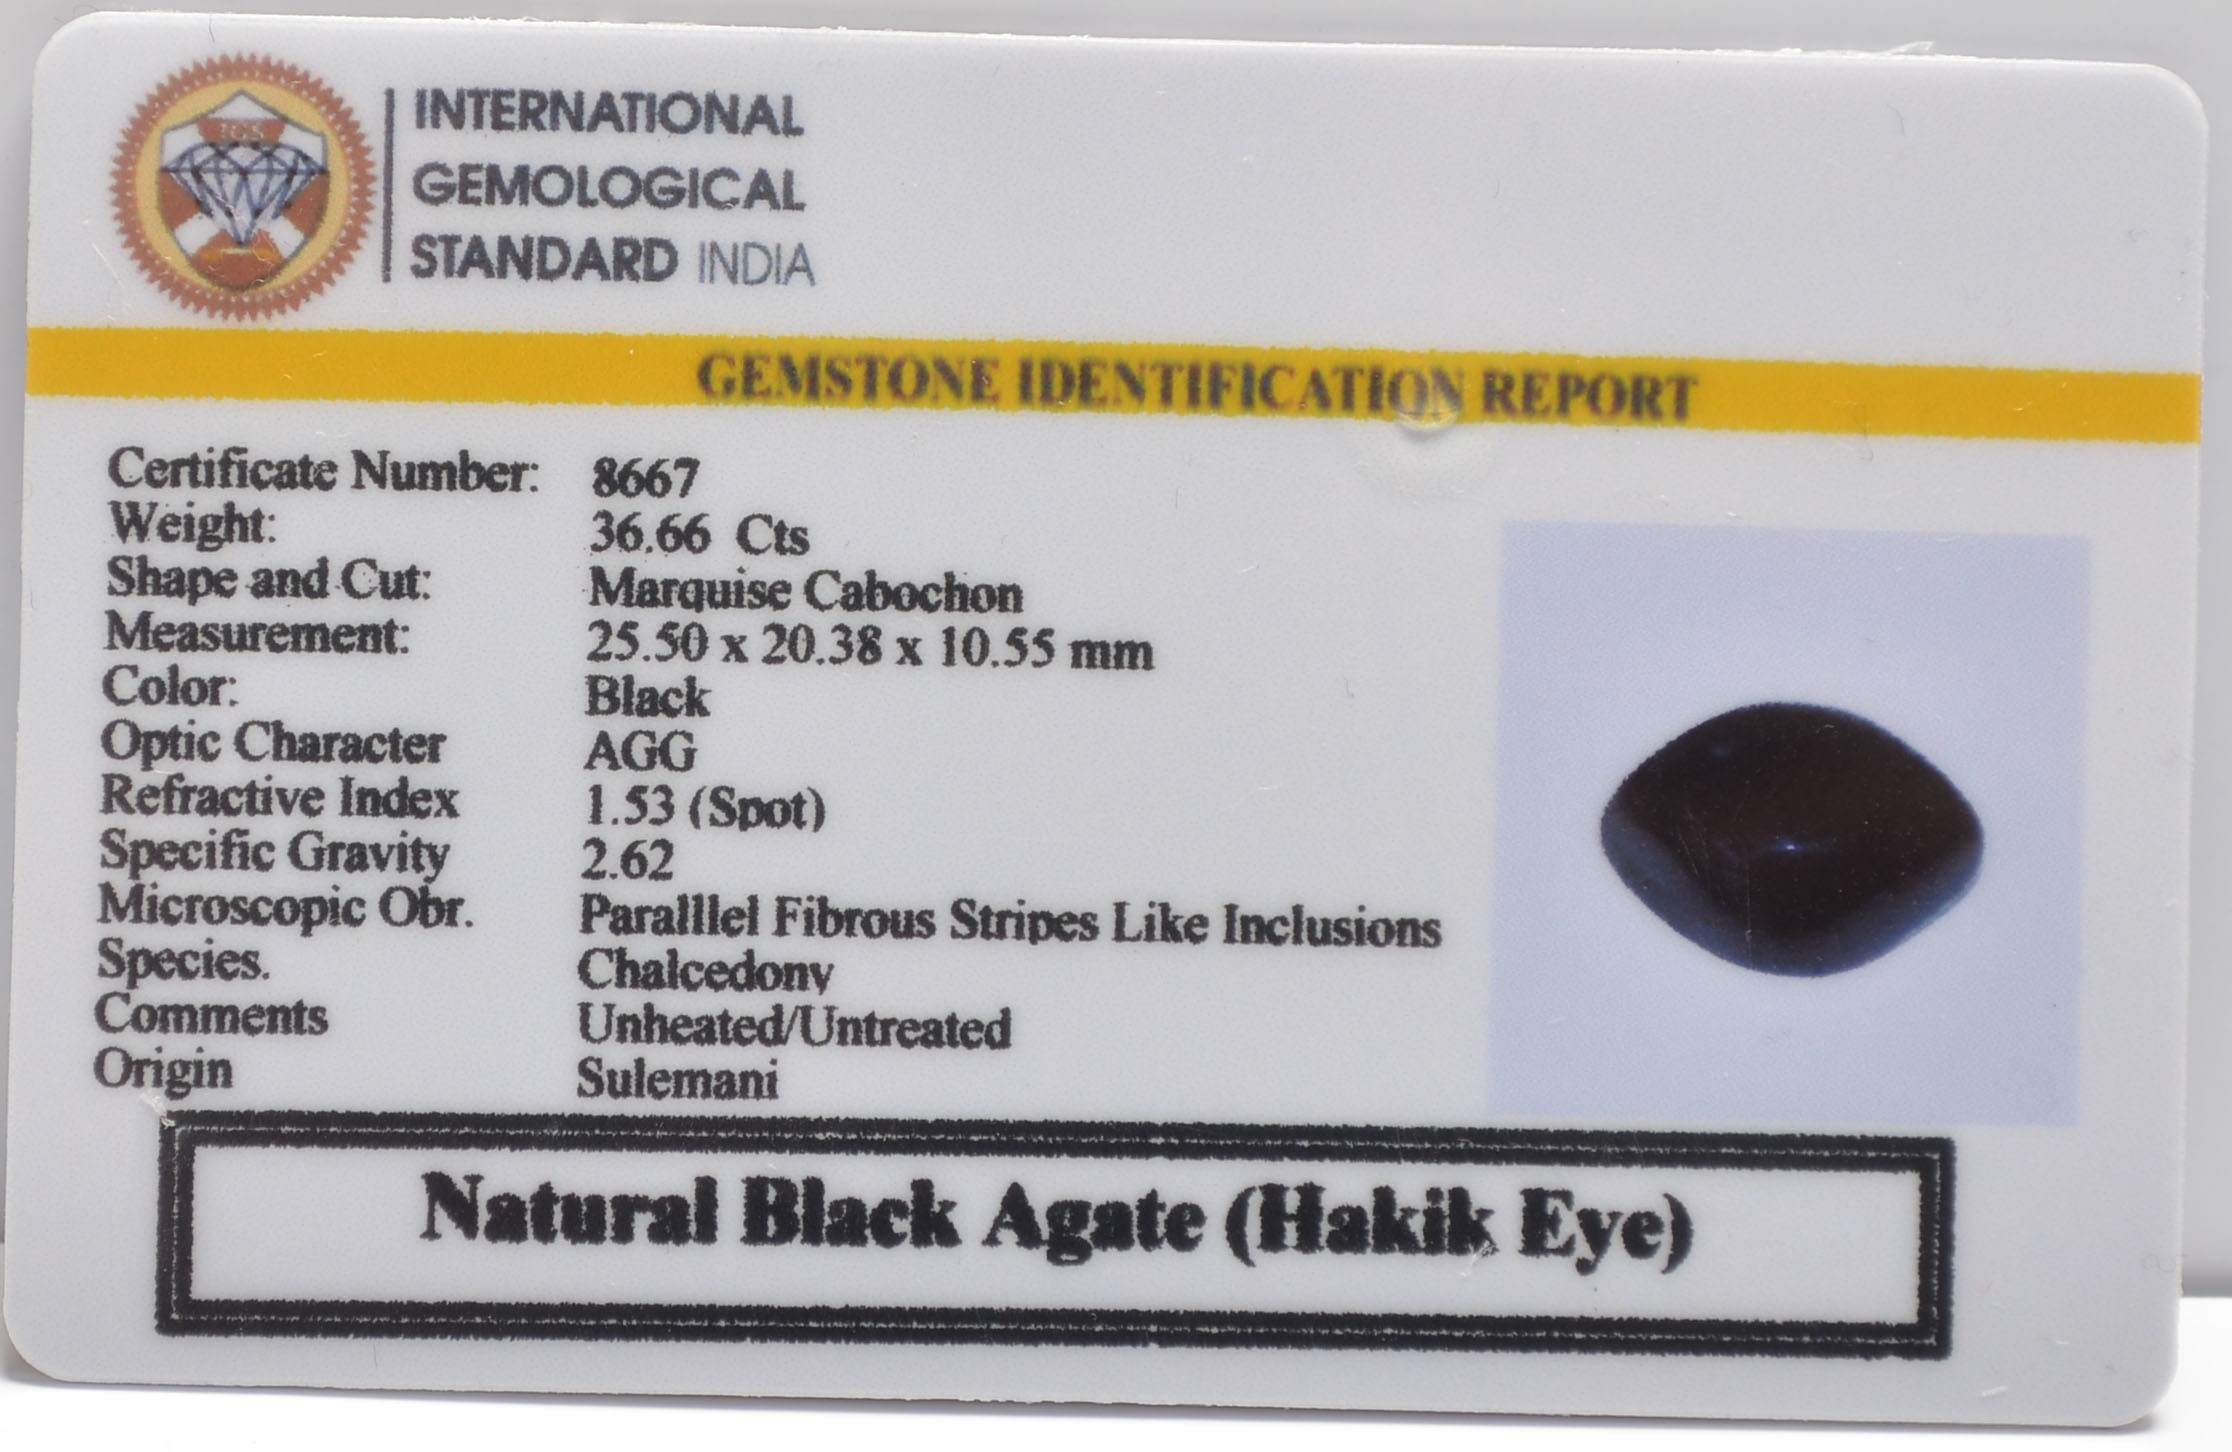 IGS
INTERNATIONAL
GEMOLOGICAL
STANDARD INDIA
GEMSTONE IDENTIFICATION REPORT
Certificate Number: 8667
Weight: 36.66 Cts
Shape and Cut: Marquise Cabochon
Measurement: 25.50 x 20.38 x 10.55 mm
Color: Black
Optic Character AGG
Refractive Index 1.53 (Spot)
Specific Gravity 2.62
Microscopic Obr. Paralllel Fibrous Stripes Like Inclusions
Species. Chalcedony
Comments Unheated/Untreated
Origin Sulemani
Natural Black Agate (Hakik Eye)